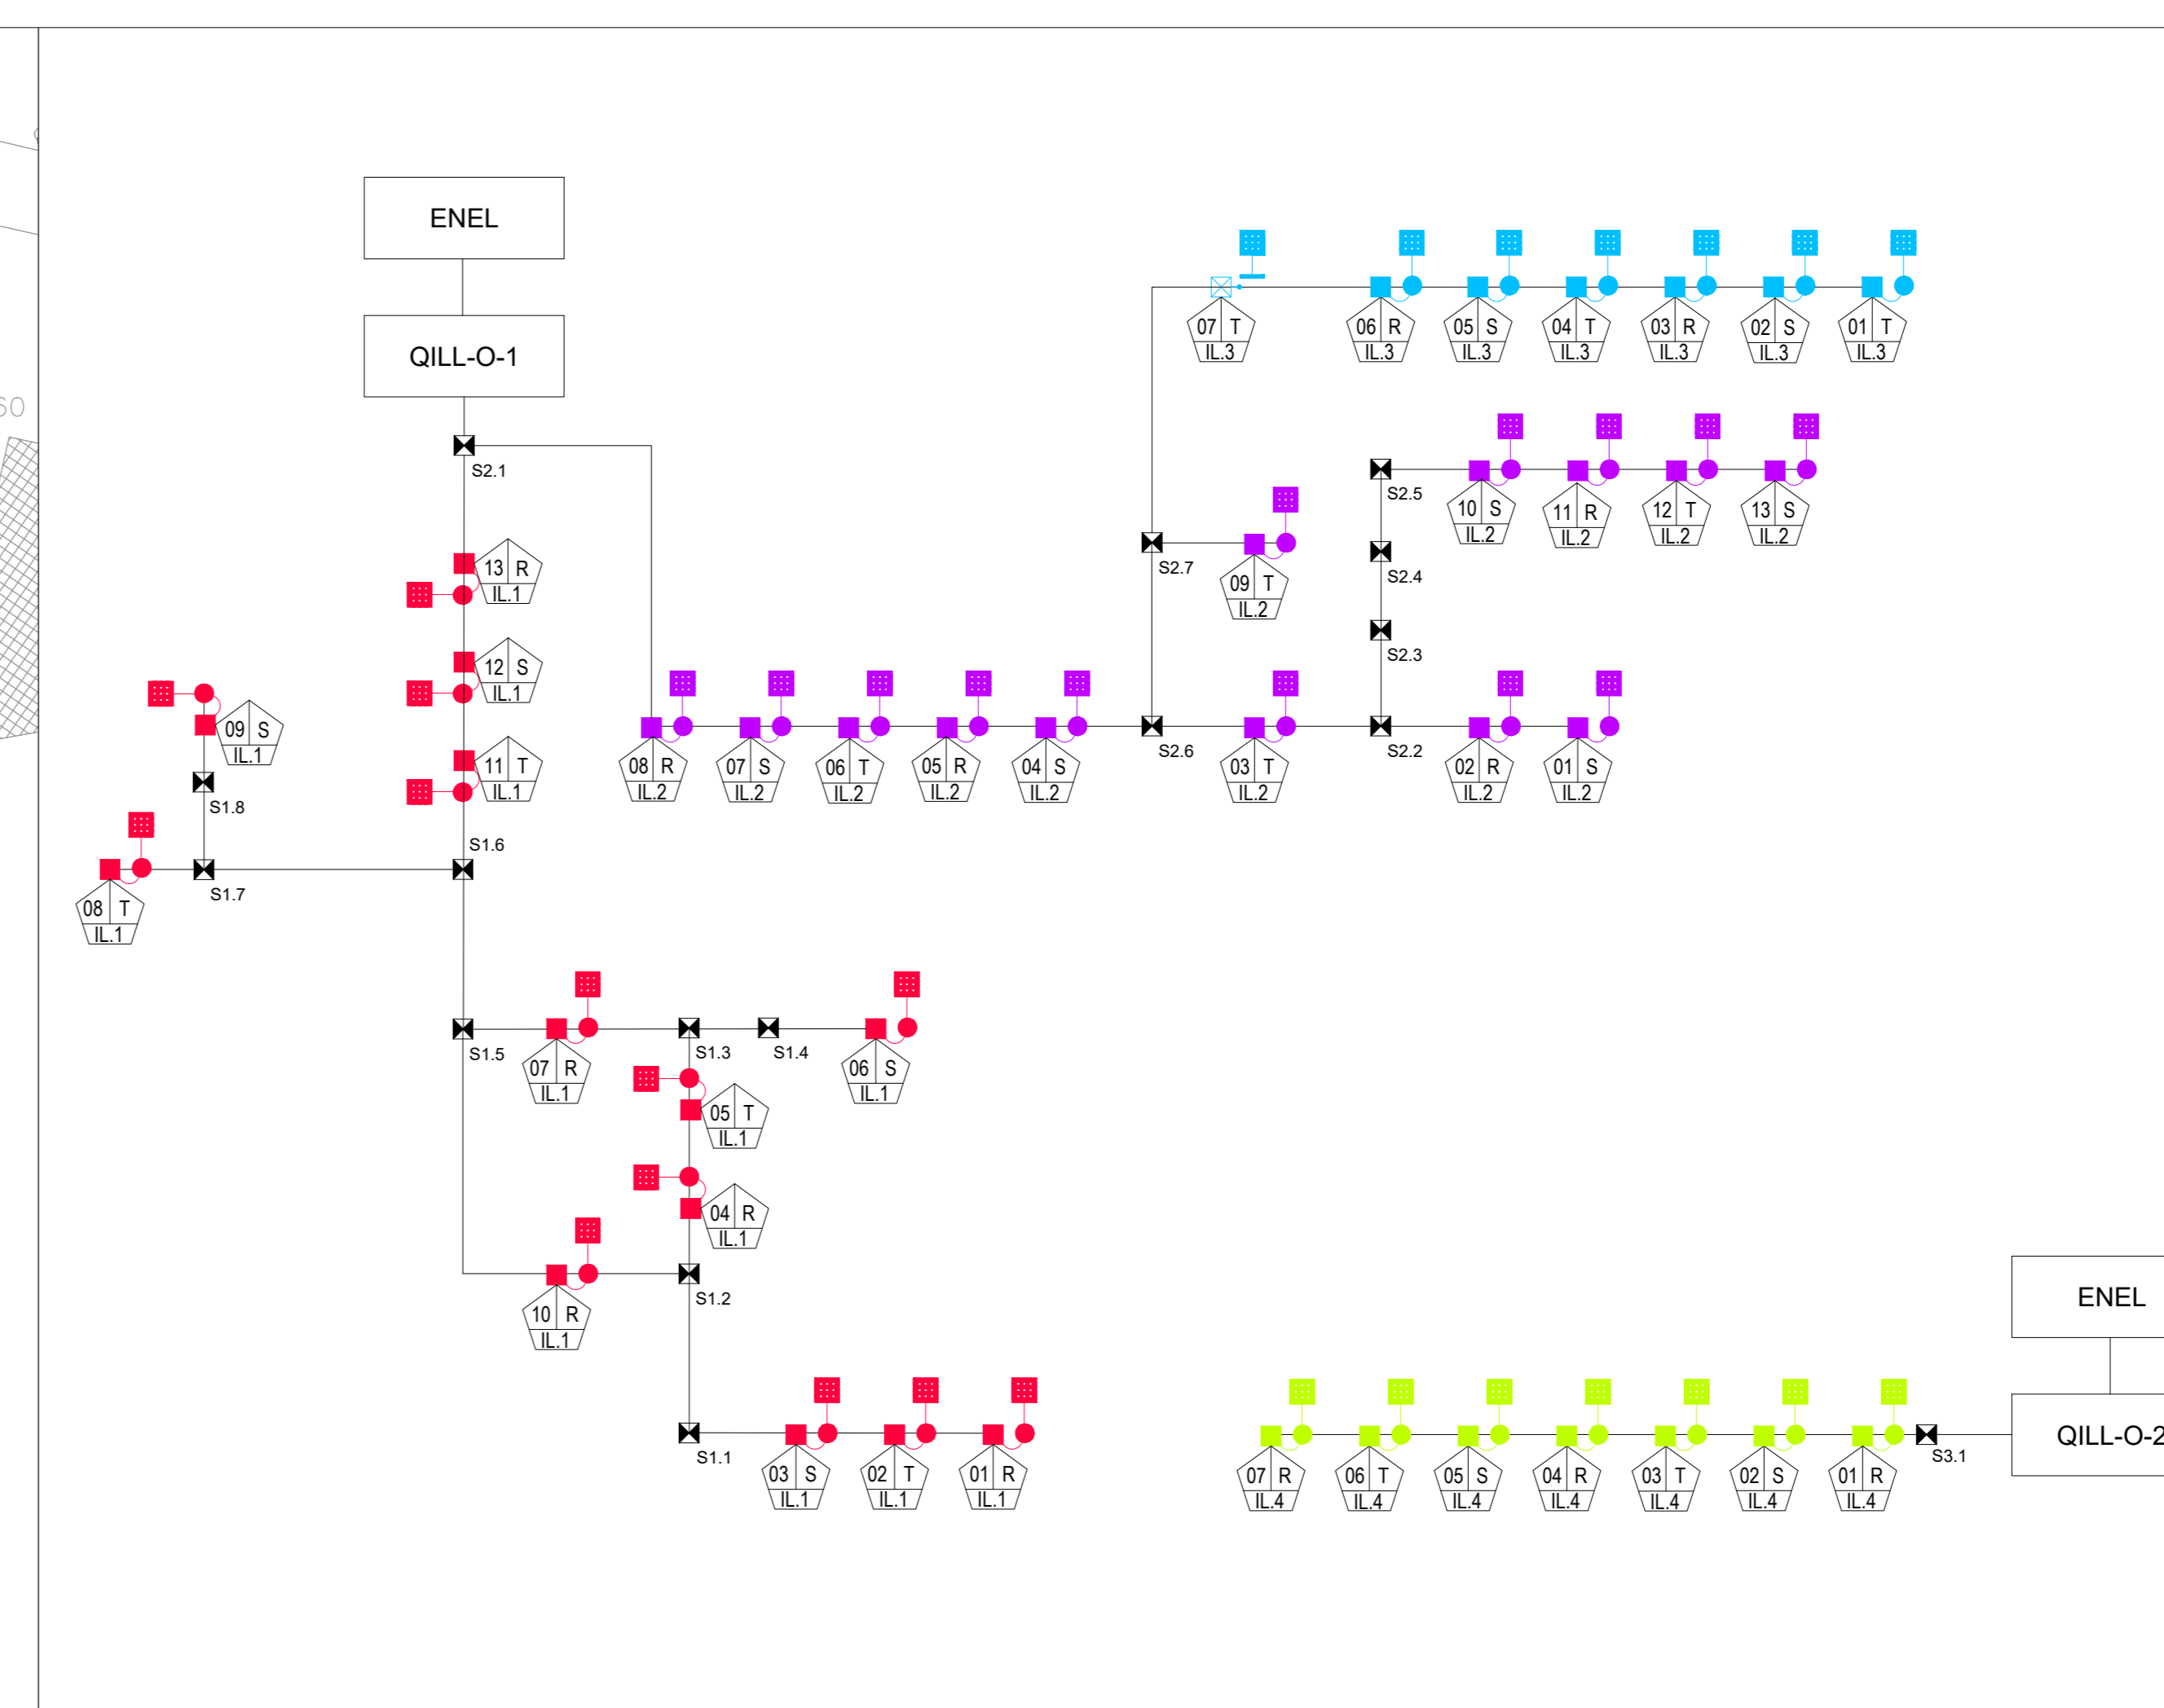 ENEL
QILL-O-1
S2.1
07 T
IL.3
06 R
IL.3
05 S
IL.3
04 T
IL.3
03 R
IL.3
02 S
IL.3
01 T
IL.3
60
S2.5
10 S
IL.2
11 R
IL.2
12 T
IL.2
13 S
IL.2
13 R
IL.1
S2.7
09 T
IL.2
S2.4
S2.3
12 S
IL.1
09 S
IL.1
11 T
IL.1
08 R
IL.2
07 S
IL.2
06 T
IL.2
05 R
IL.2
04 S
IL.2
S2.6
03 T
IL.2
S2.2
02 R
IL.2
01 S
IL.2
S1.8
S1.6
S1.7
08 T
IL.1
S1.5
07 R
IL.1
S1.3
S1.4
06 S
IL.1
05 T
IL.1
04 R
IL.1
10 R
IL.1
S1.2
S1.1
03 S
IL.1
02 T
IL.1
01 R
IL.1
ENEL
QILL-O-2
S3.1
07 R
IL.4
06 T
IL.4
05 S
IL.4
04 R
IL.4
03 T
IL.4
02 S
IL.4
01 R
IL.4